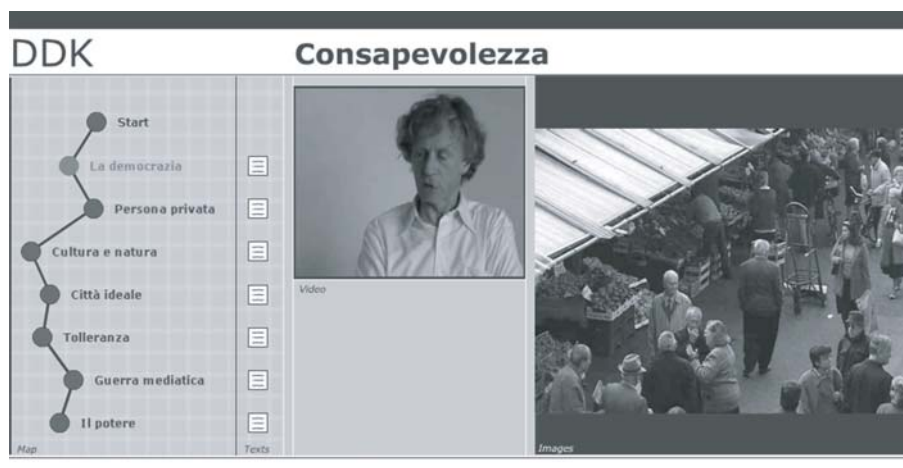 DDK
Consapevolezza
Start
La democrazia
Persona privata
Cultura e natura
Città ideale
Tolleranza
Guerra mediatica
Il potere
Map
Texts
Video
Images